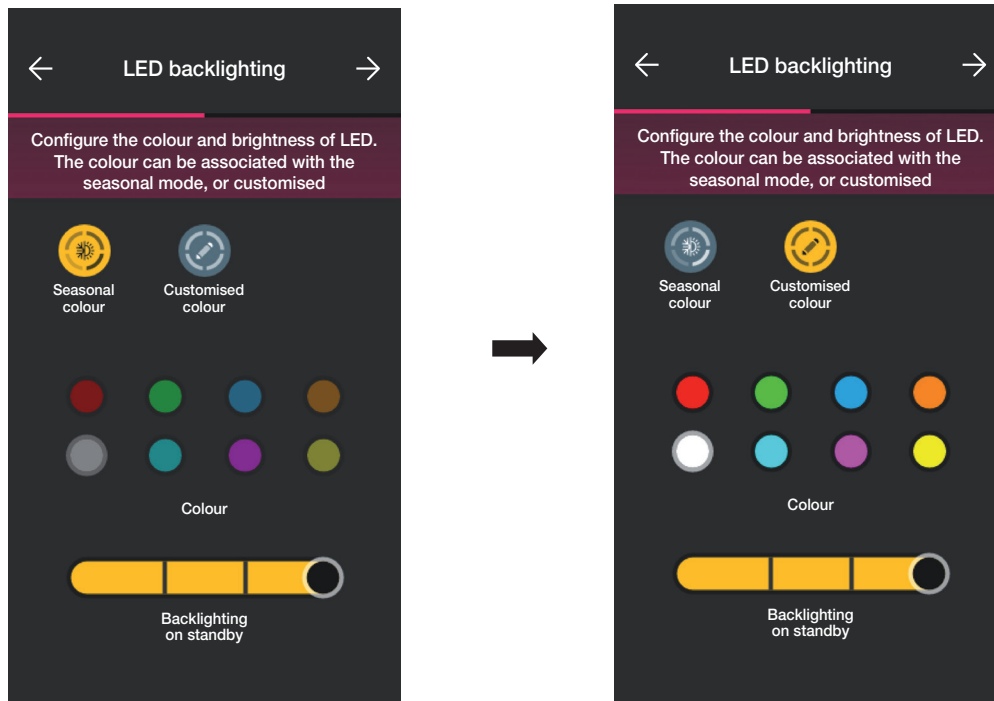 LED backlighting
Configure the colour and brightness of LED.
The colour can be associated with the
seasonal mode, or customised
Seasonal
colour
Customised
colour
Colour
Backlighting
on standby
LED backlighting
Configure the colour and brightness of LED.
The colour can be associated with the
seasonal mode, or customised
Seasonal
colour
Customised
colour
Colour
Backlighting
on standby